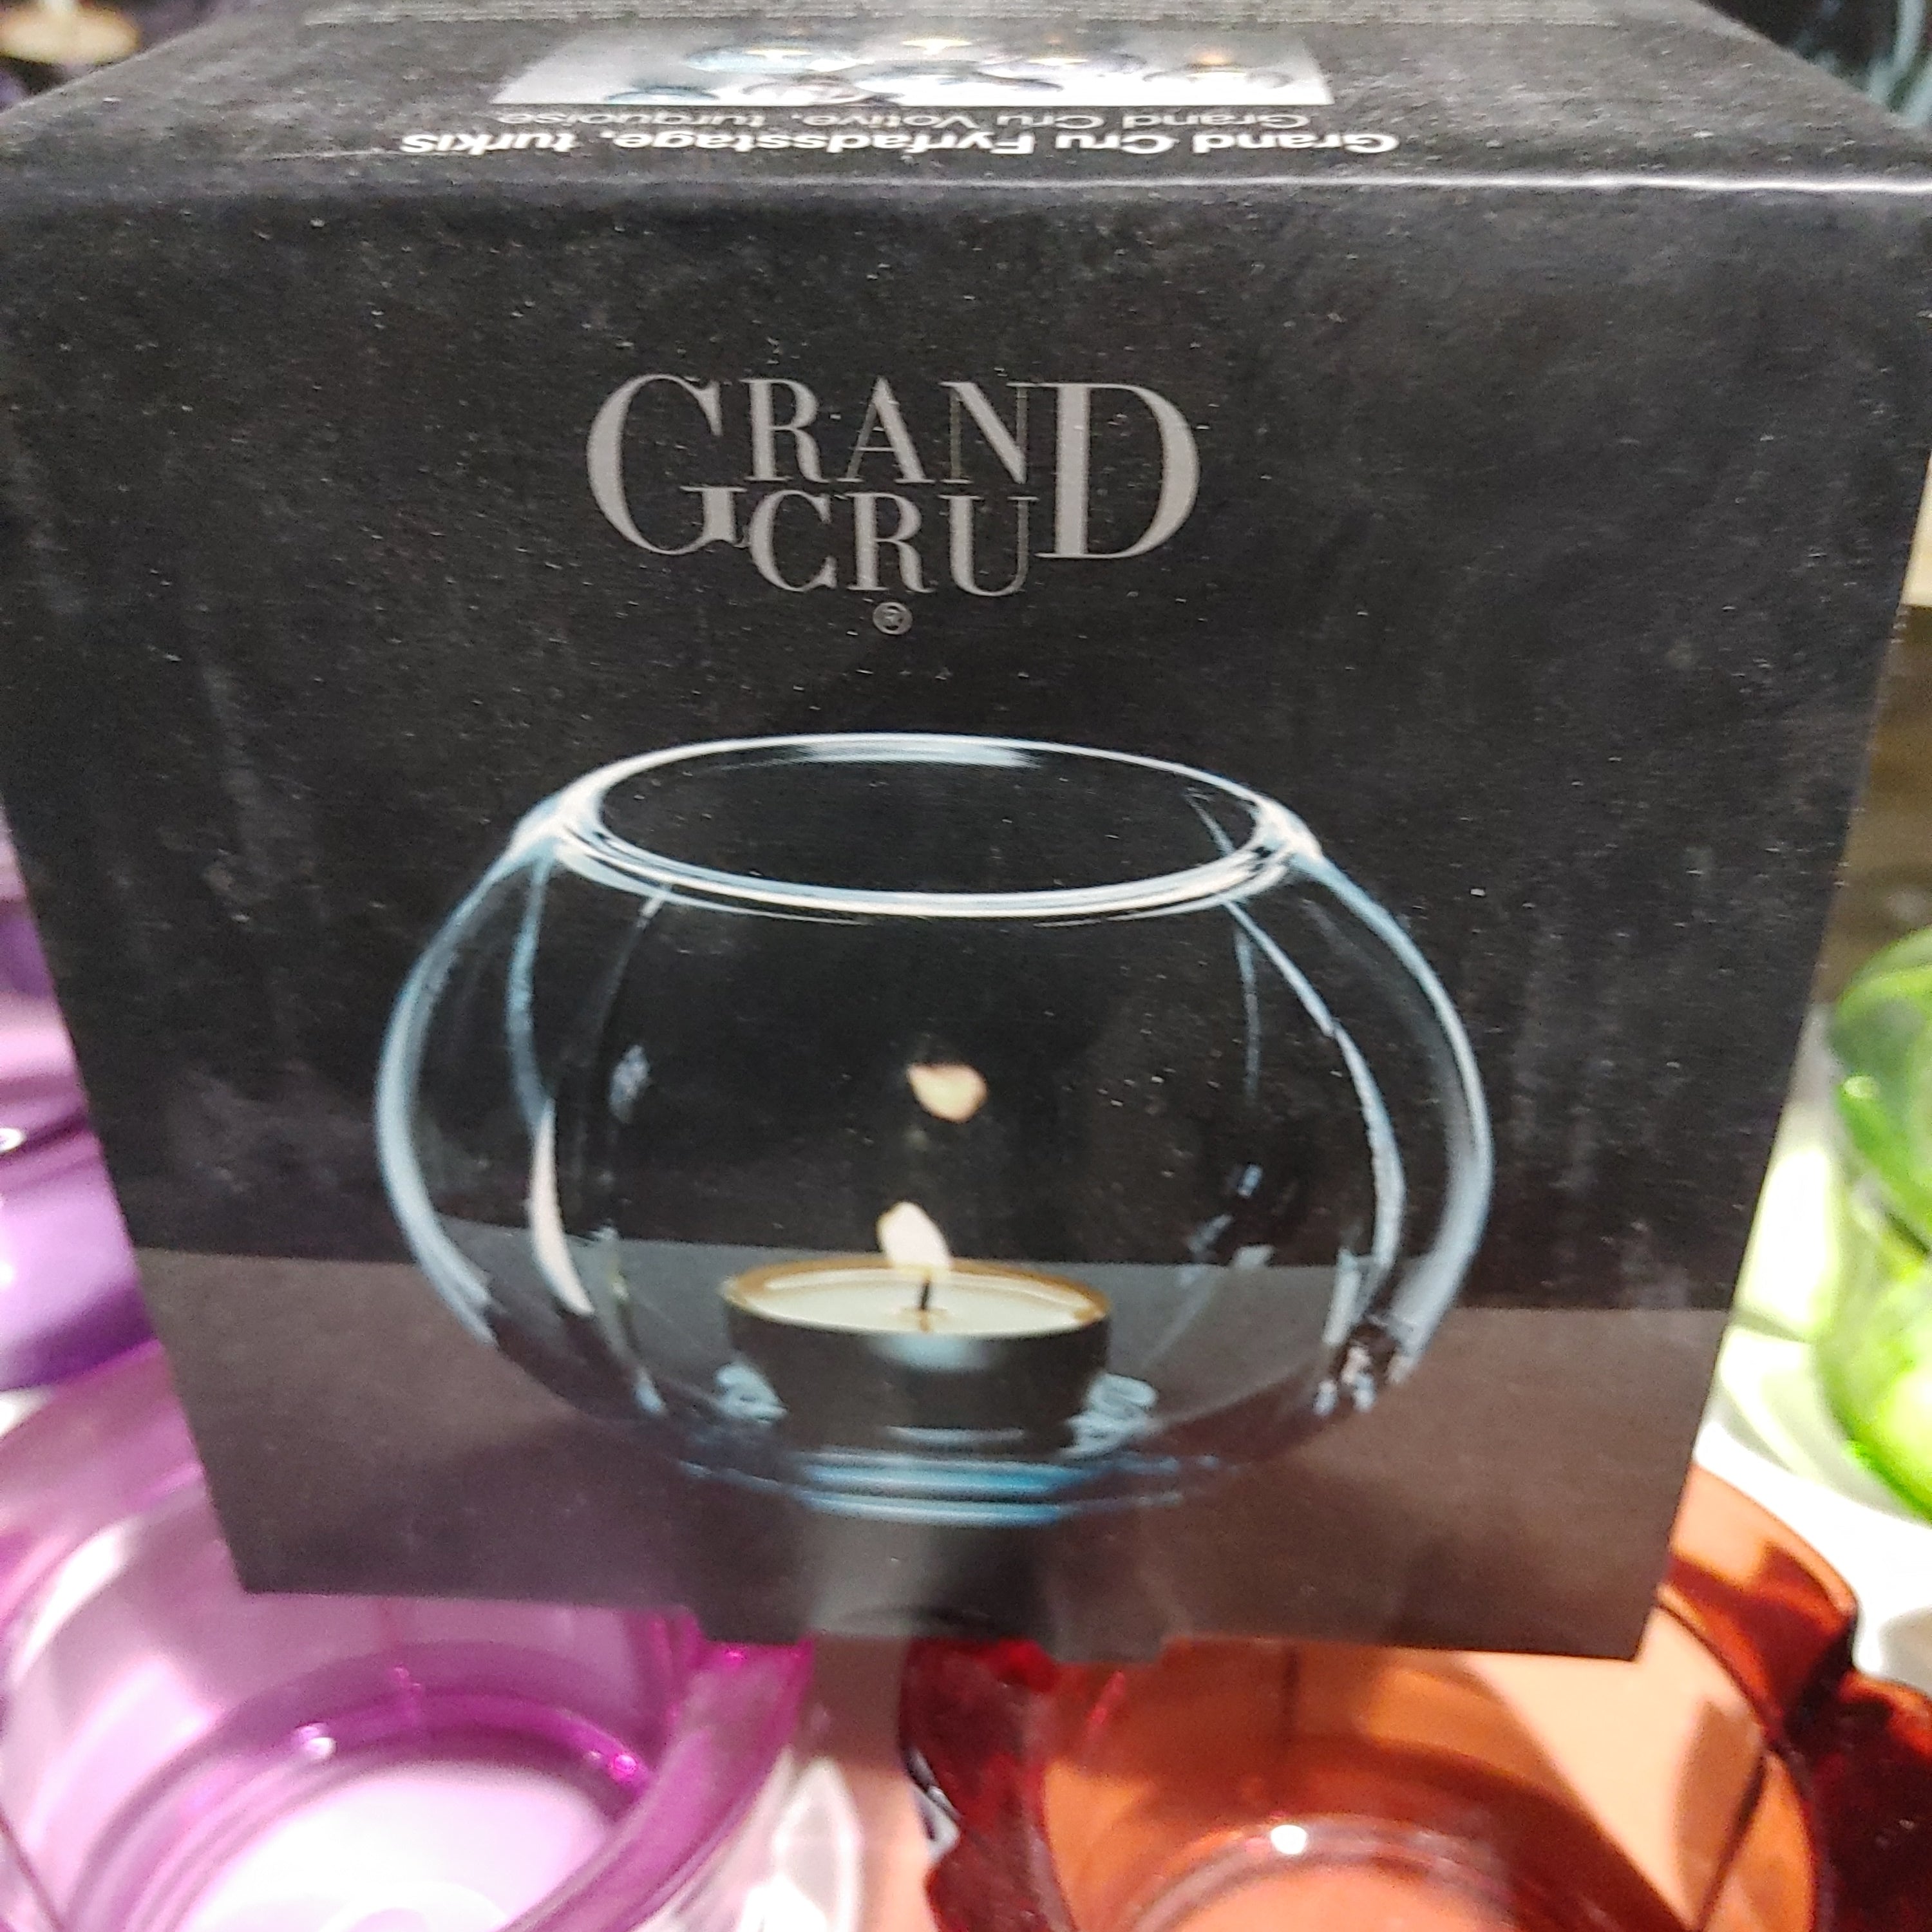 Grand Cru Fyrfadsstage, turkis
Grand Cru Votive, turquoise
GRAND
CRU
®